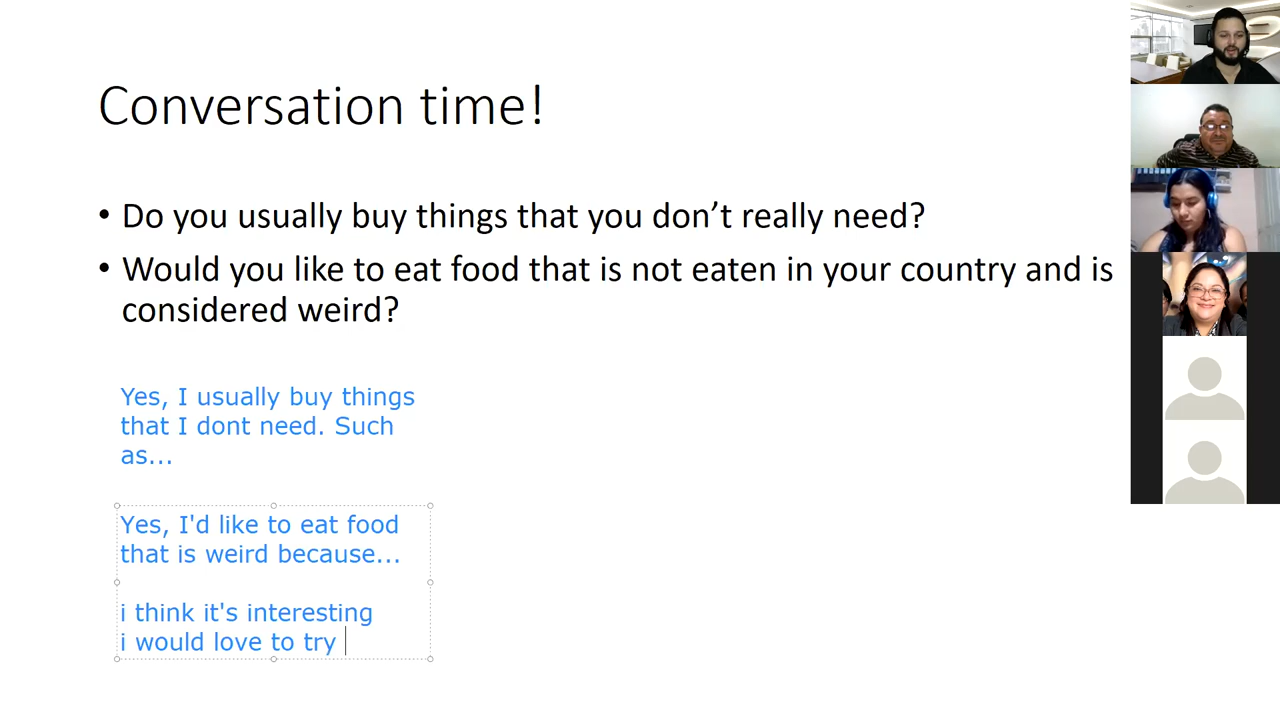 Conversation time!
• Do you usually buy things that you don’t really need?
• Would you like to eat food that is not eaten in your country and is
considered weird?
Yes, I usually buy things
that I dont need. Such
as...
Yes, I'd like to eat food
that is weird because...
i think it's interesting
i would love to try